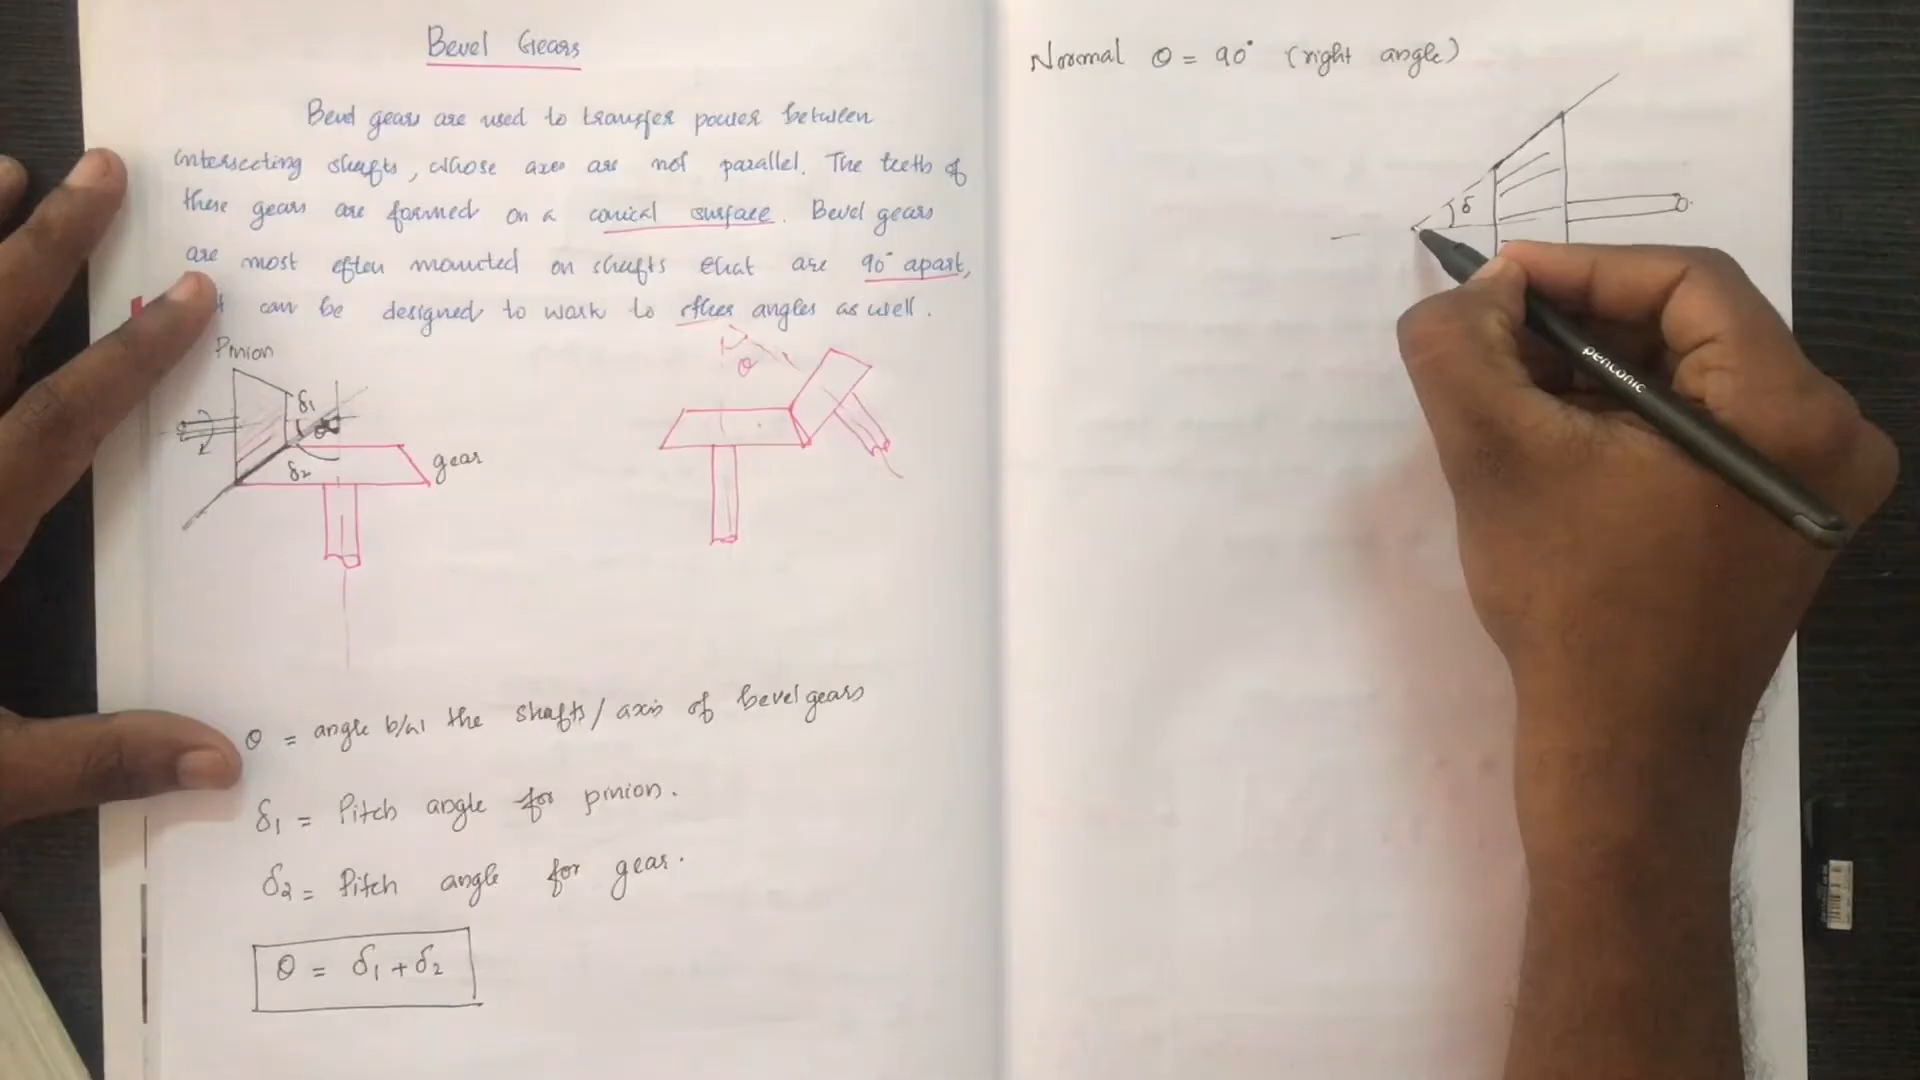 Bevel Gears
Bevel gears are used to transfer power between
intersecting shafts, whose axes are not parallel. The teeth of
these gears are formed on a conical surface. Bevel gears
are most often mounted on shafts that are 90° apart,
can be designed to work to other angles as well.
Pinion
δ1
θ
δ2
gear
θ
θ = angle b/w the shafts / axis of bevel gears
δ1 = Pitch angle for pinion.
δ2 = Pitch angle for gear.
θ = δ1 + δ2
Normal θ = 90° (right angle)
δ
pentonic